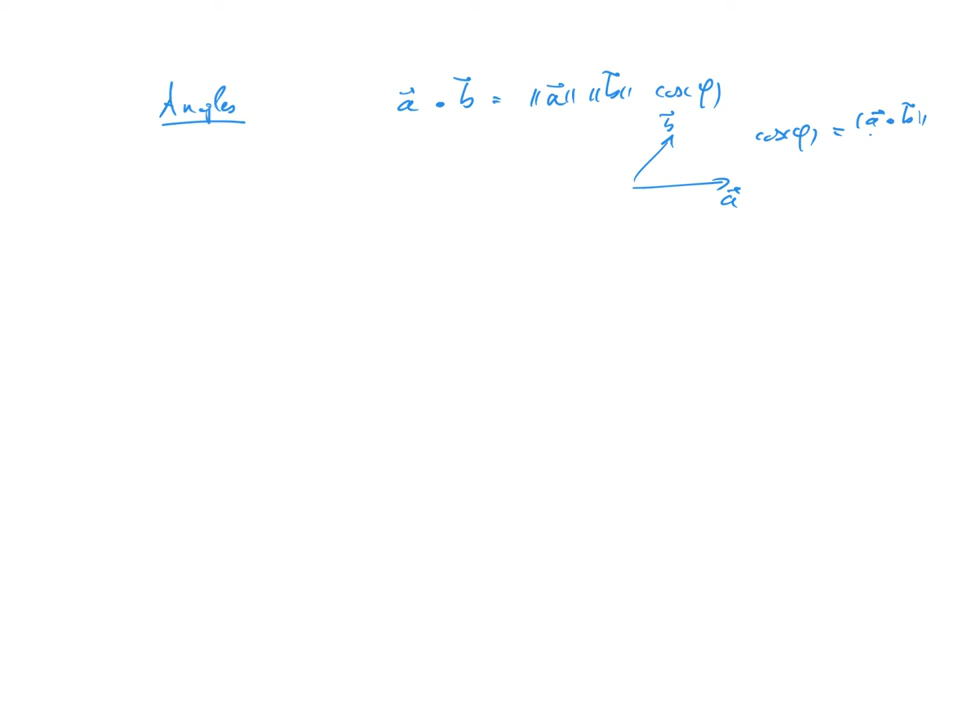 Angles
a⃗ • b⃗ = ‖a⃗‖ ‖b⃗‖ cos(φ)
b⃗
cos(φ) = (a⃗ • b⃗‖
a⃗